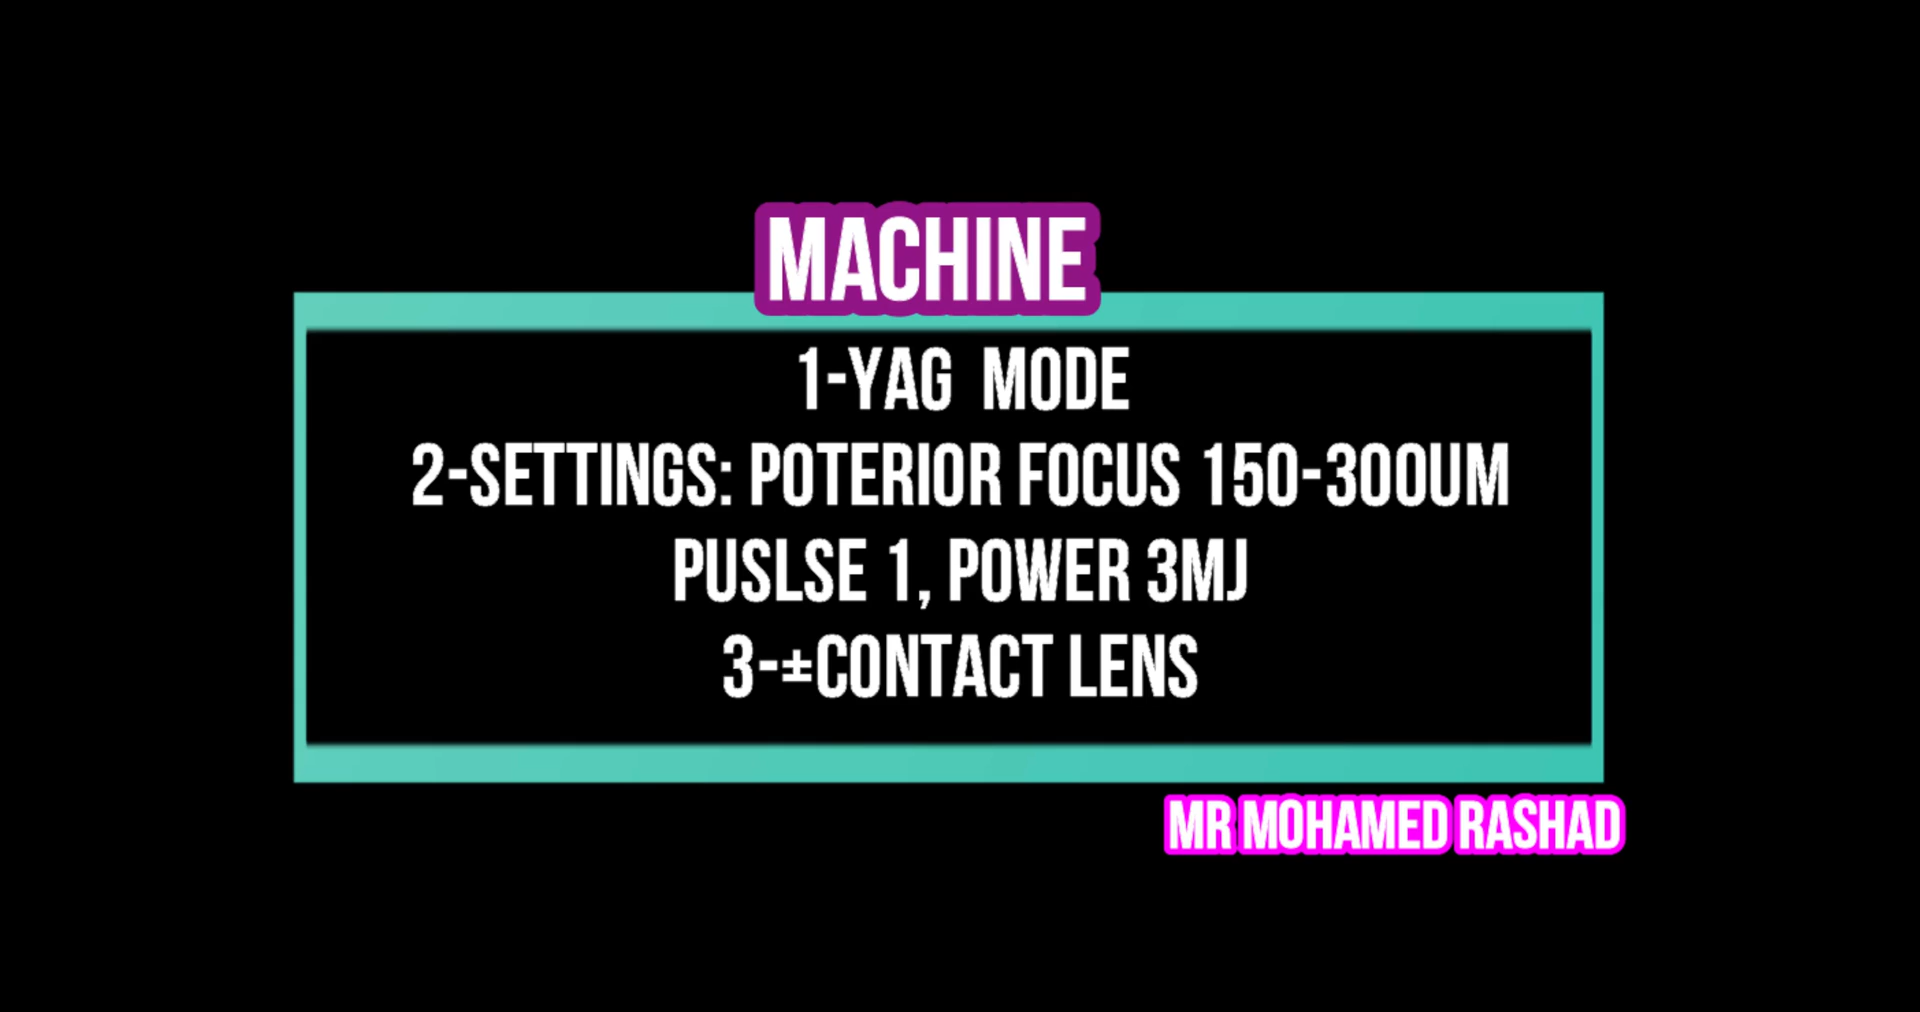 MACHINE
1-YAG MODE
2-SETTINGS: POTERIOR FOCUS 150-300UM
PUSLSE 1, POWER 3MJ
3-±CONTACT LENS
MR MOHAMED RASHAD